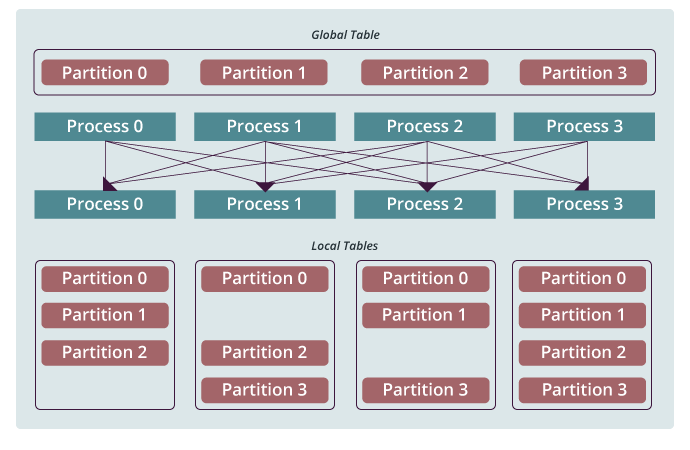 Global Table
Partition 0 Partition 1 Partition 2 Partition 3
Process 0 Process 1 Process 2 Process 3
Process 0 Process 1 Process 2 Process 3
Local Tables
Partition 0 Partition 0 Partition 0 Partition 0
Partition 1 Partition 1 Partition 1
Partition 2 Partition 2 Partition 2
Partition 3 Partition 3 Partition 3